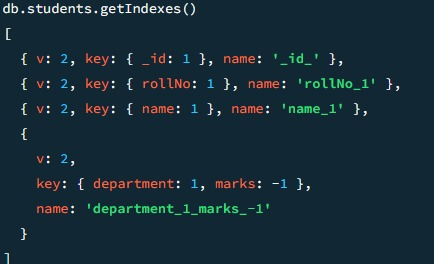 db.students.getIndexes()
[
  { v: 2, key: { _id: 1 }, name: '_id_' },
  { v: 2, key: { rollNo: 1 }, name: 'rollNo_1' },
  { v: 2, key: { name: 1 }, name: 'name_1' },
  {
    v: 2,
    key: { department: 1, marks: -1 },
    name: 'department_1_marks_-1'
  }
]